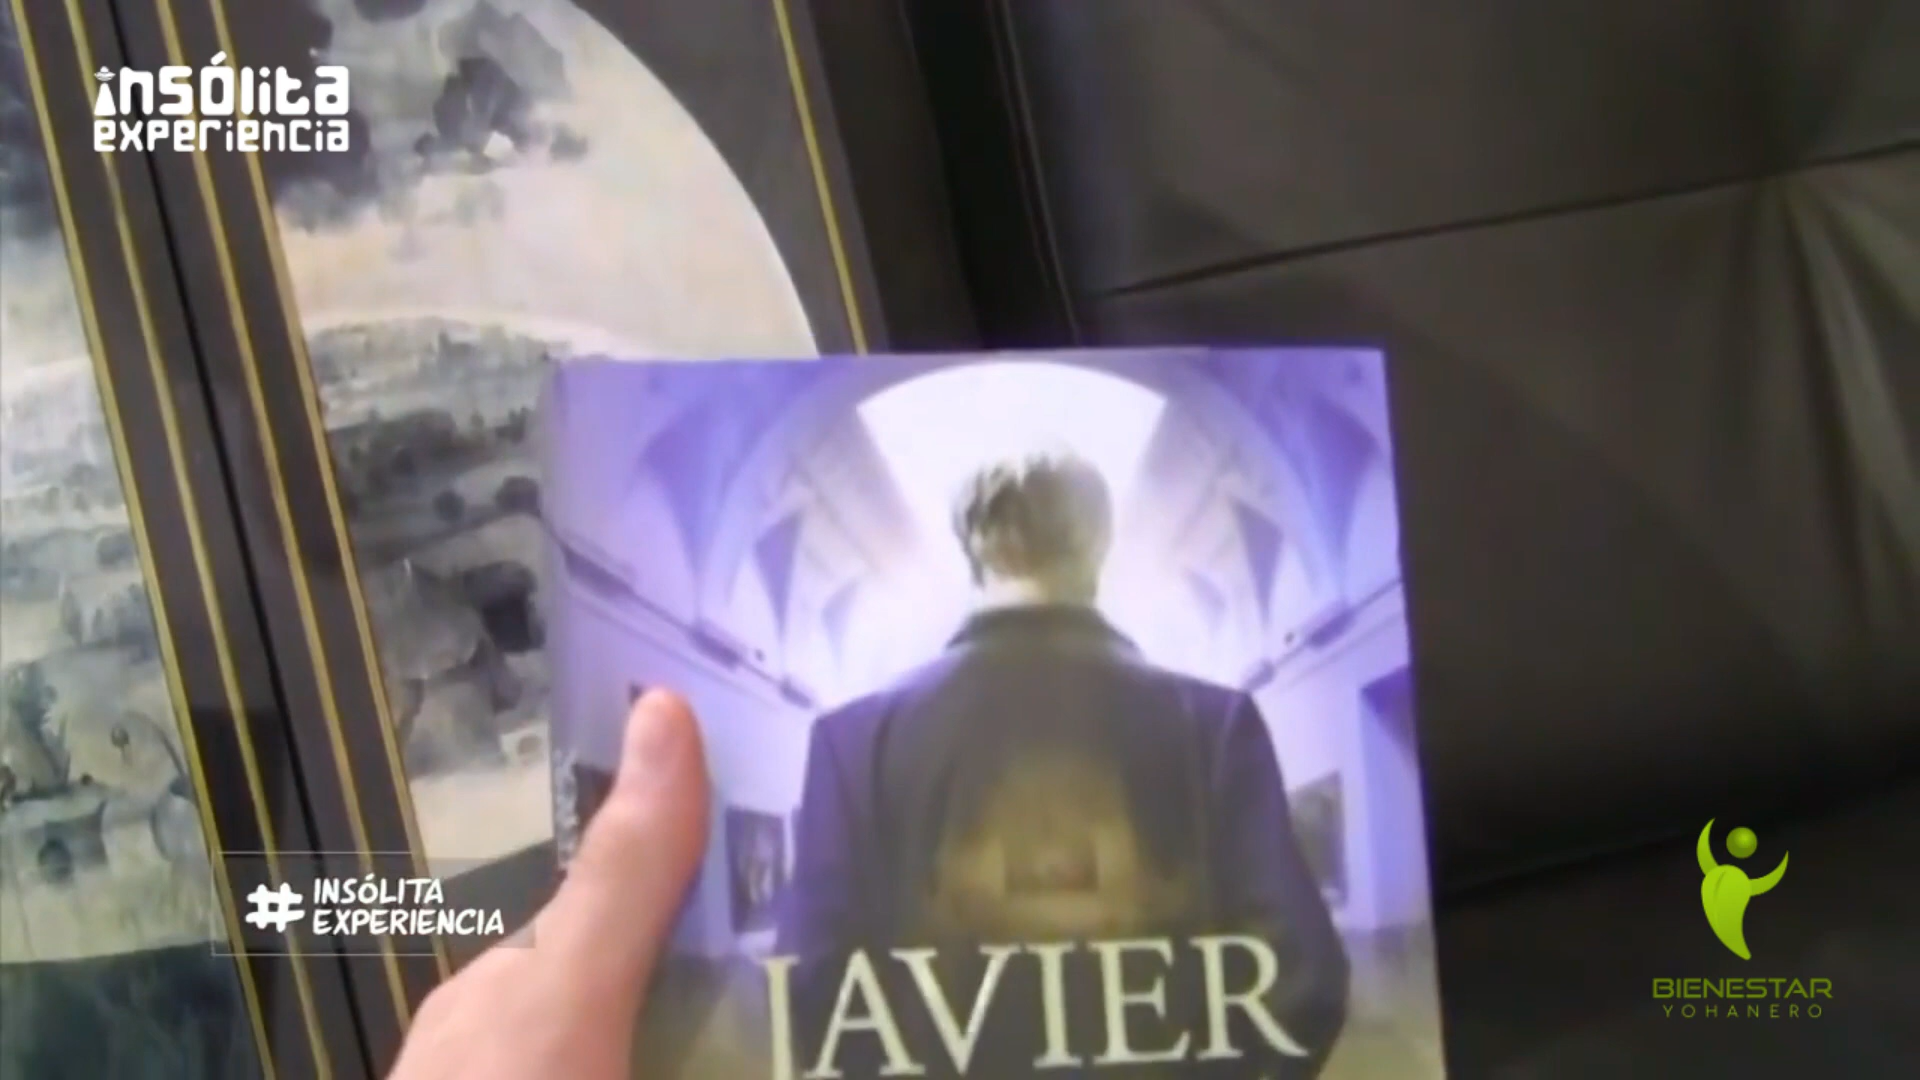 insólita
experiencia
JAVIER
#INSÓLITA
EXPERIENCIA
BIENESTAR
YOHANERO